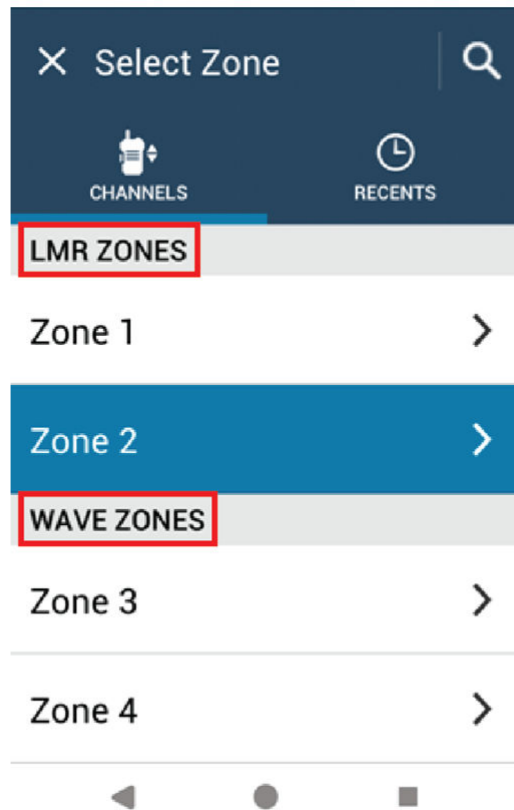 Select Zone
CHANNELS
RECENTS
LMR ZONES
Zone 1
Zone 2
WAVE ZONES
Zone 3
Zone 4